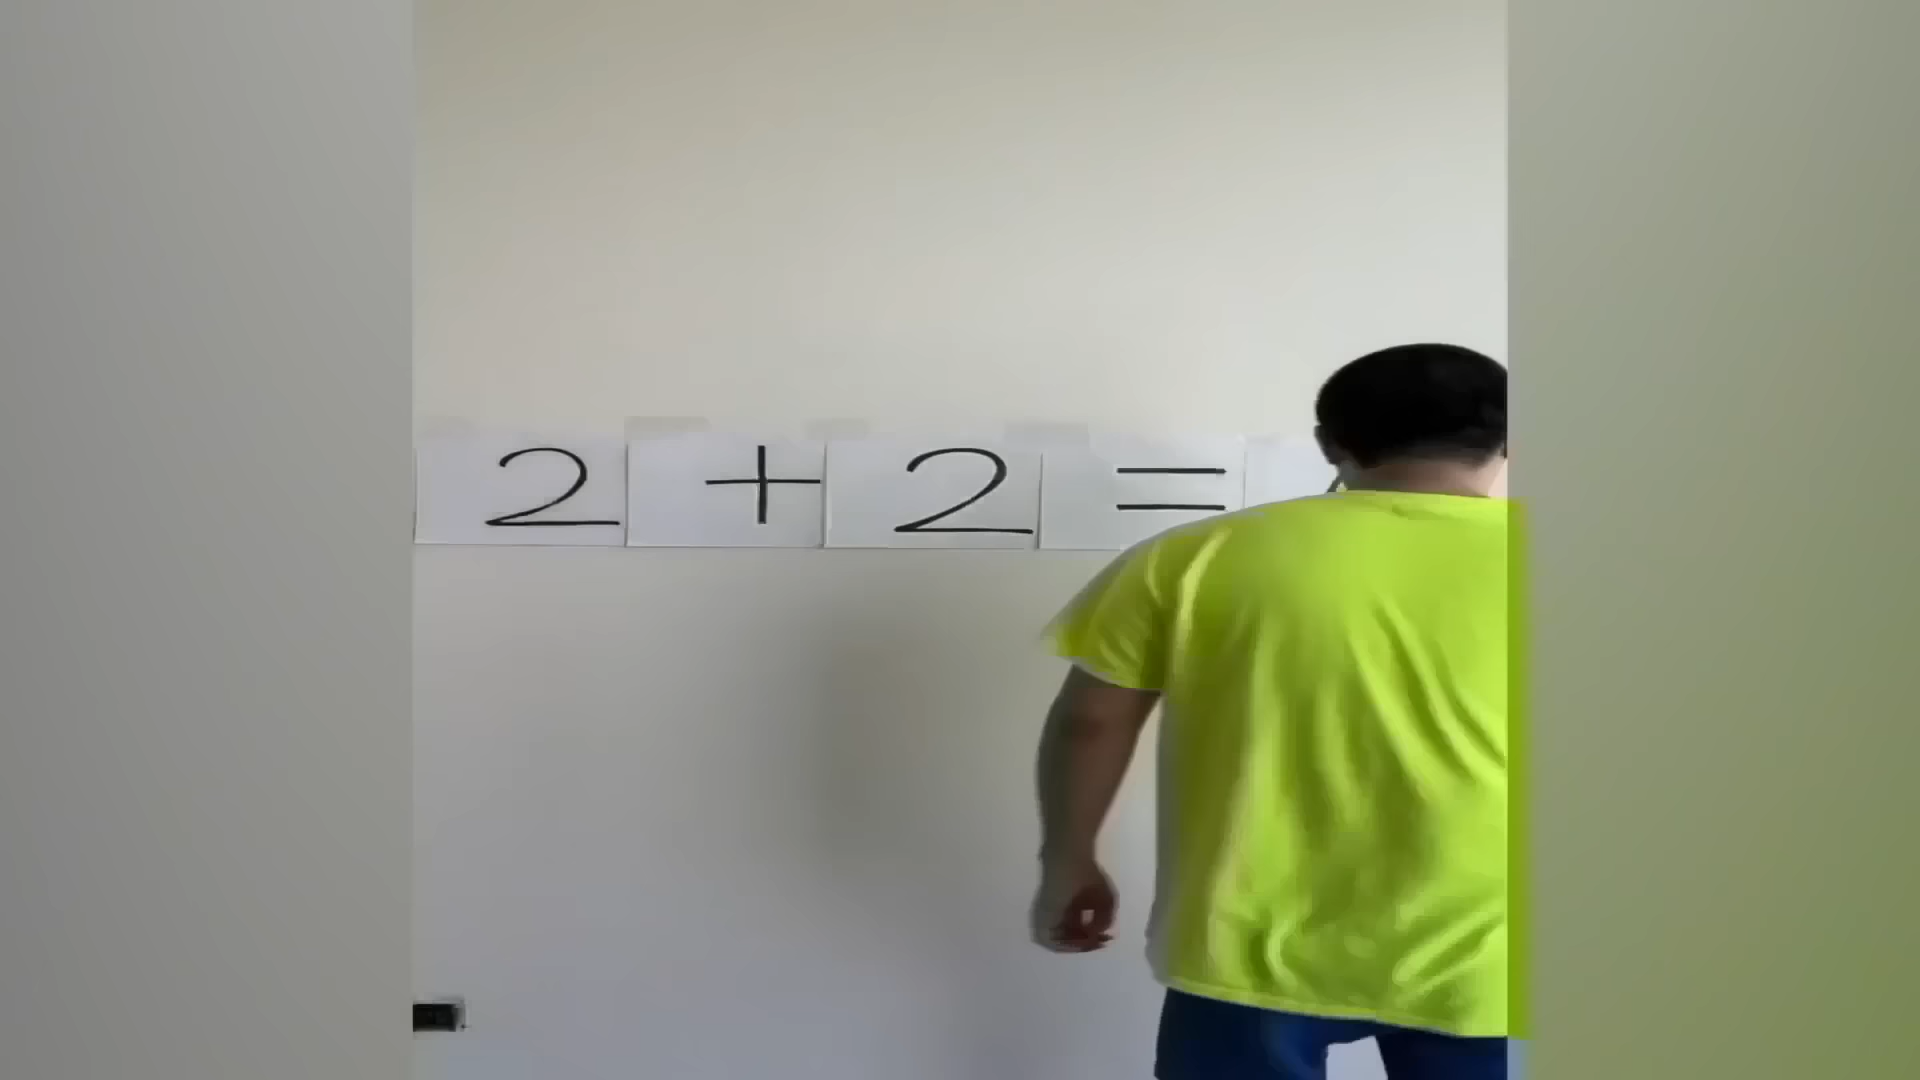 2 + 2 =